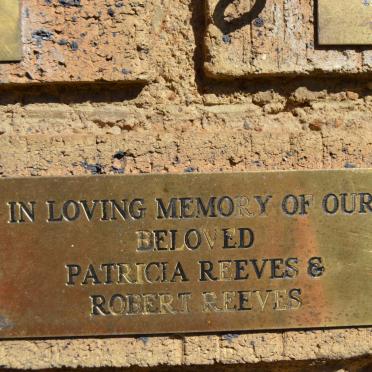 IN LOVING MEMORY OF OUR
BELOVED
PATRICIA REEVES &
ROBERT REEVES